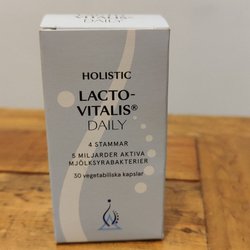 HOLISTIC
LACTO-
VITALIS®
DAILY
4 STAMMAR
5 MILJARDER AKTIVA
MJÖLKSYRABAKTERIER
30 vegetabiliska kapslar